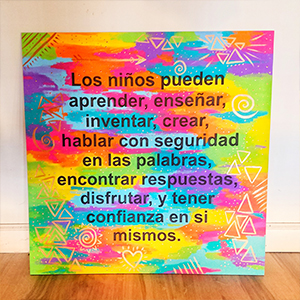 Los niños pueden
aprender, enseñar,
inventar, crear,
hablar con seguridad
en las palabras,
encontrar respuestas,
disfrutar, y tener
confianza en si
mismos.